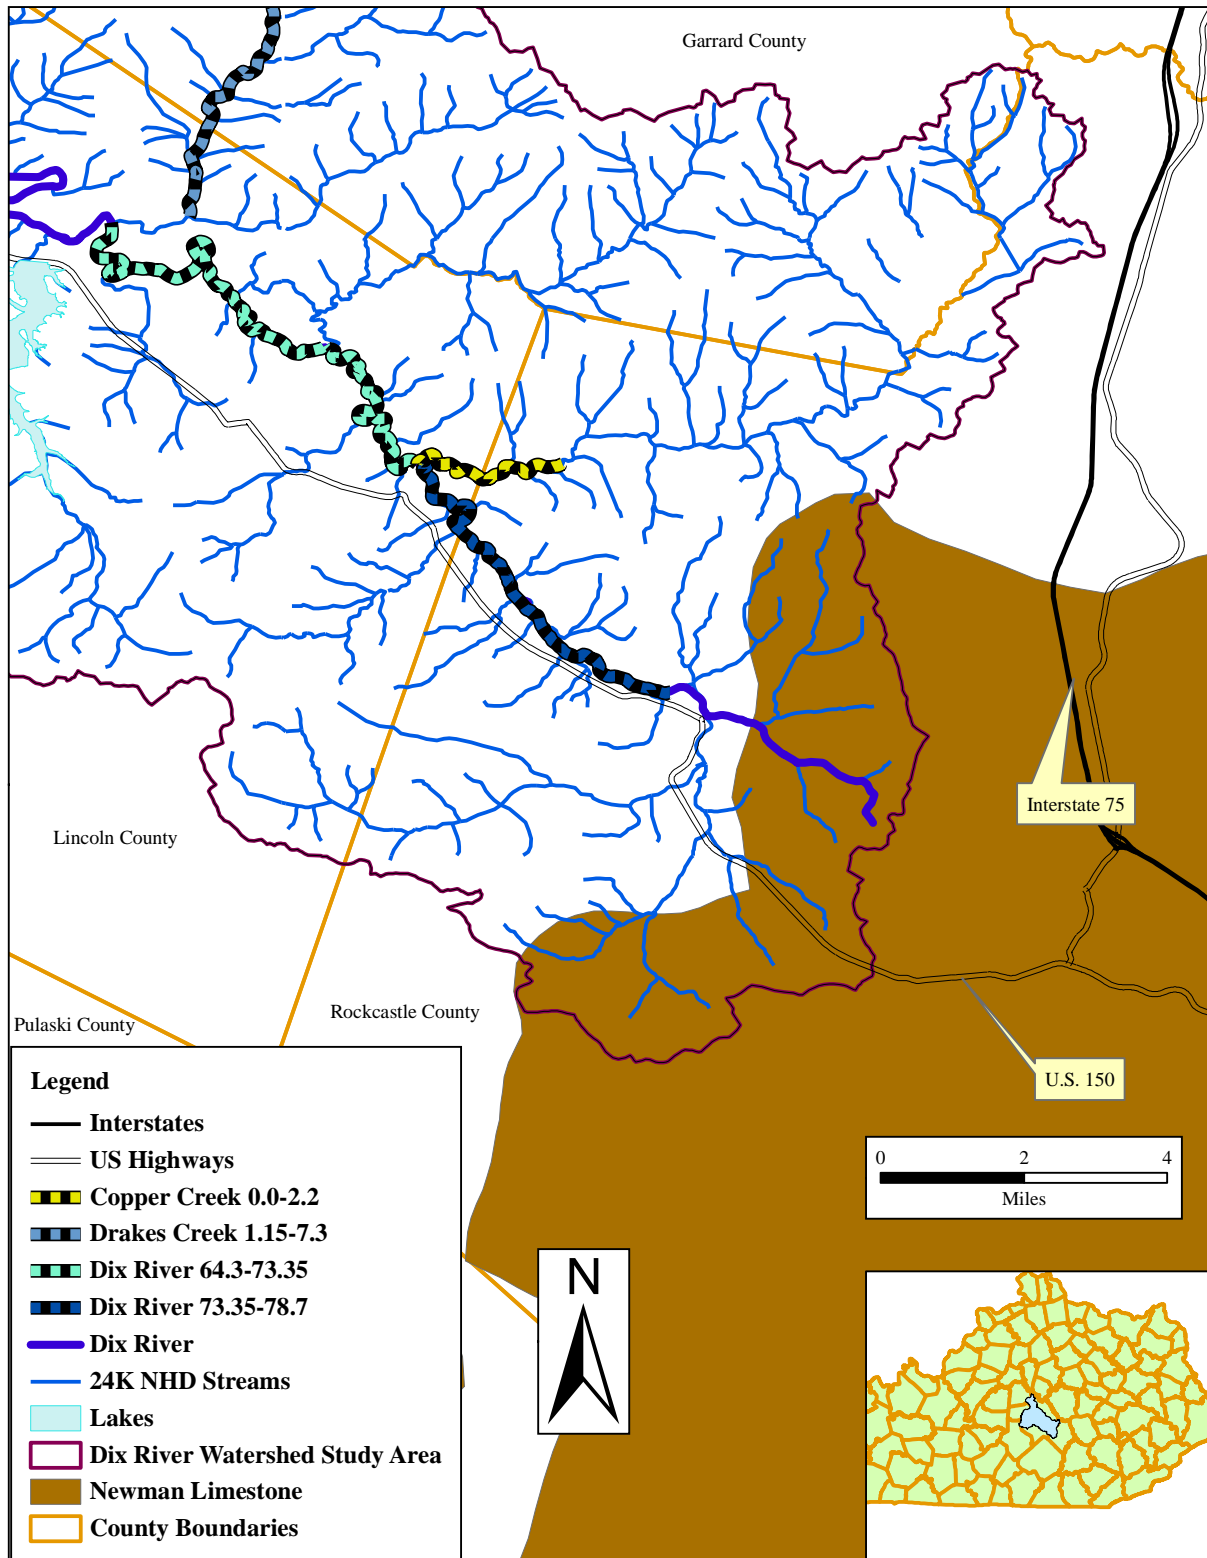 Garrard County
Interstate 75
Lincoln County
Rockcastle County
Pulaski County
U.S. 150
Legend
Interstates
US Highways
Copper Creek 0.0-2.2
Drakes Creek 1.15-7.3
Dix River 64.3-73.35
Dix River 73.35-78.7
Dix River
24K NHD Streams
Lakes
Dix River Watershed Study Area
Newman Limestone
County Boundaries
0 2 4
Miles
N